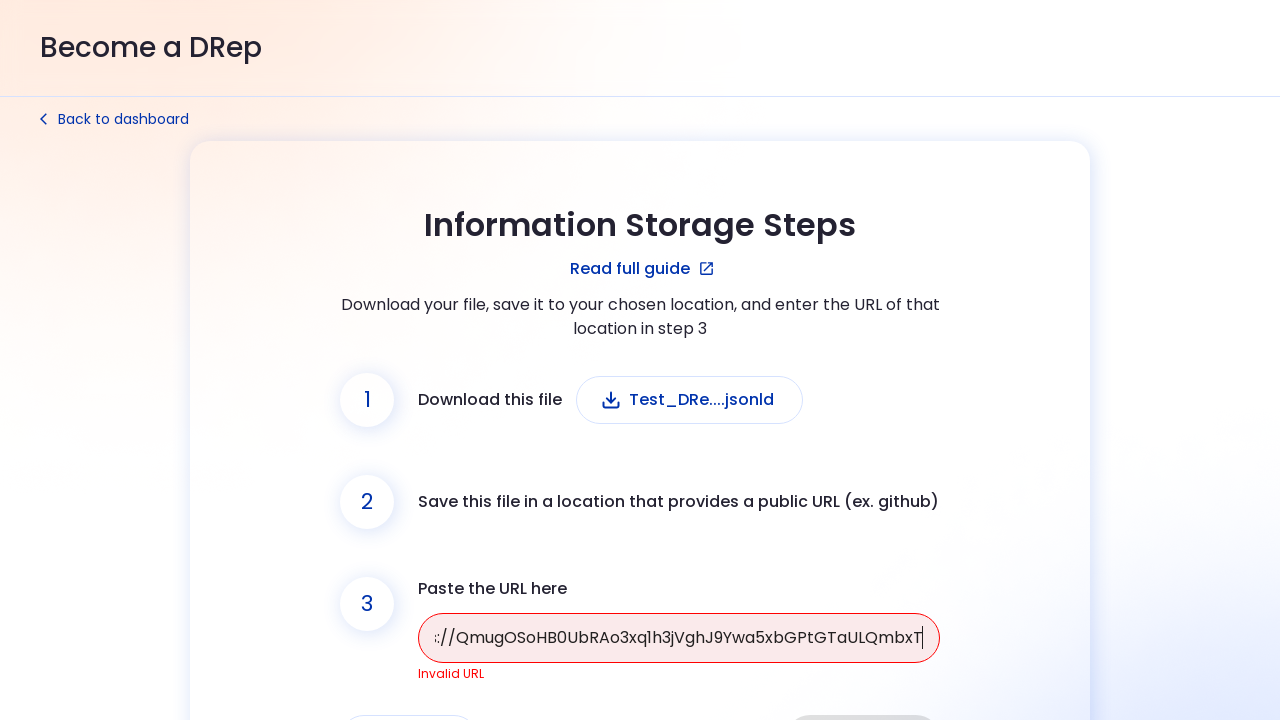 Become a DRep
Back to dashboard
Information Storage Steps
Read full guide
Download your file, save it to your chosen location, and enter the URL of that
location in step 3
1
Download this file
Test_DRe....jsonld
2
Save this file in a location that provides a public URL (ex. github)
3
Paste the URL here
://QmugOSoHB0UbRAo3xq1h3jVghJ9Ywa5xbGPtGTaULQmbxT
Invalid URL